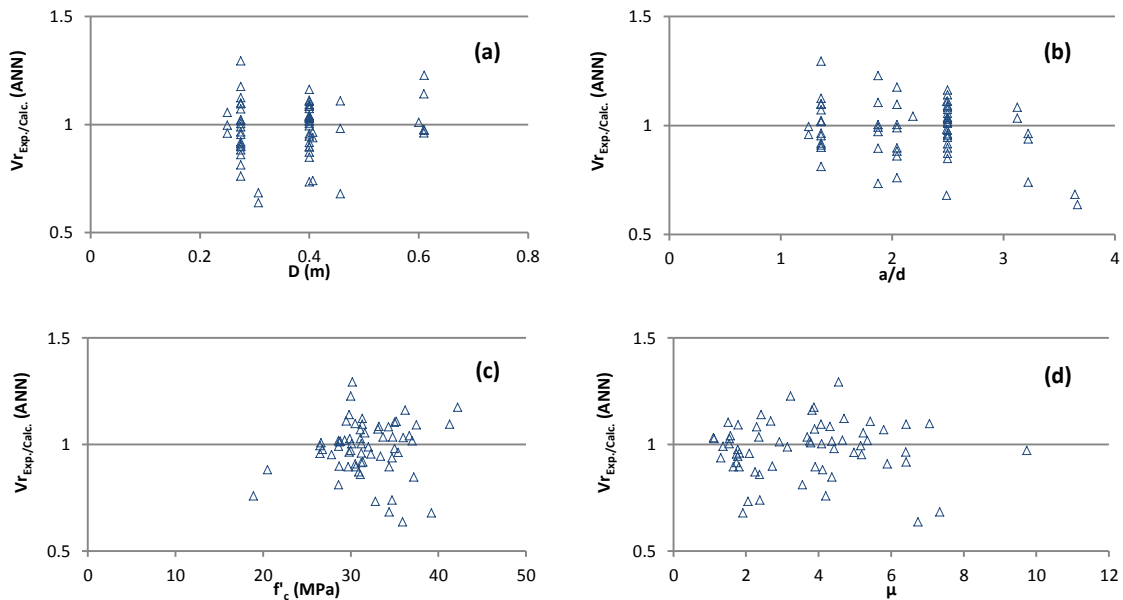 (a)
Vr Exp./Calc. (ANN)
1.5
1
0.5
0 0.2 0.4 0.6 0.8
D (m)
(b)
Vr Exp./Calc. (ANN)
1.5
1
0.5
0 1 2 3 4
a/d
(c)
Vr Exp./Calc. (ANN)
1.5
1
0.5
0 10 20 30 40 50
f'c (MPa)
(d)
Vr Exp./Calc. (ANN)
1.5
1
0.5
0 2 4 6 8 10 12
μ